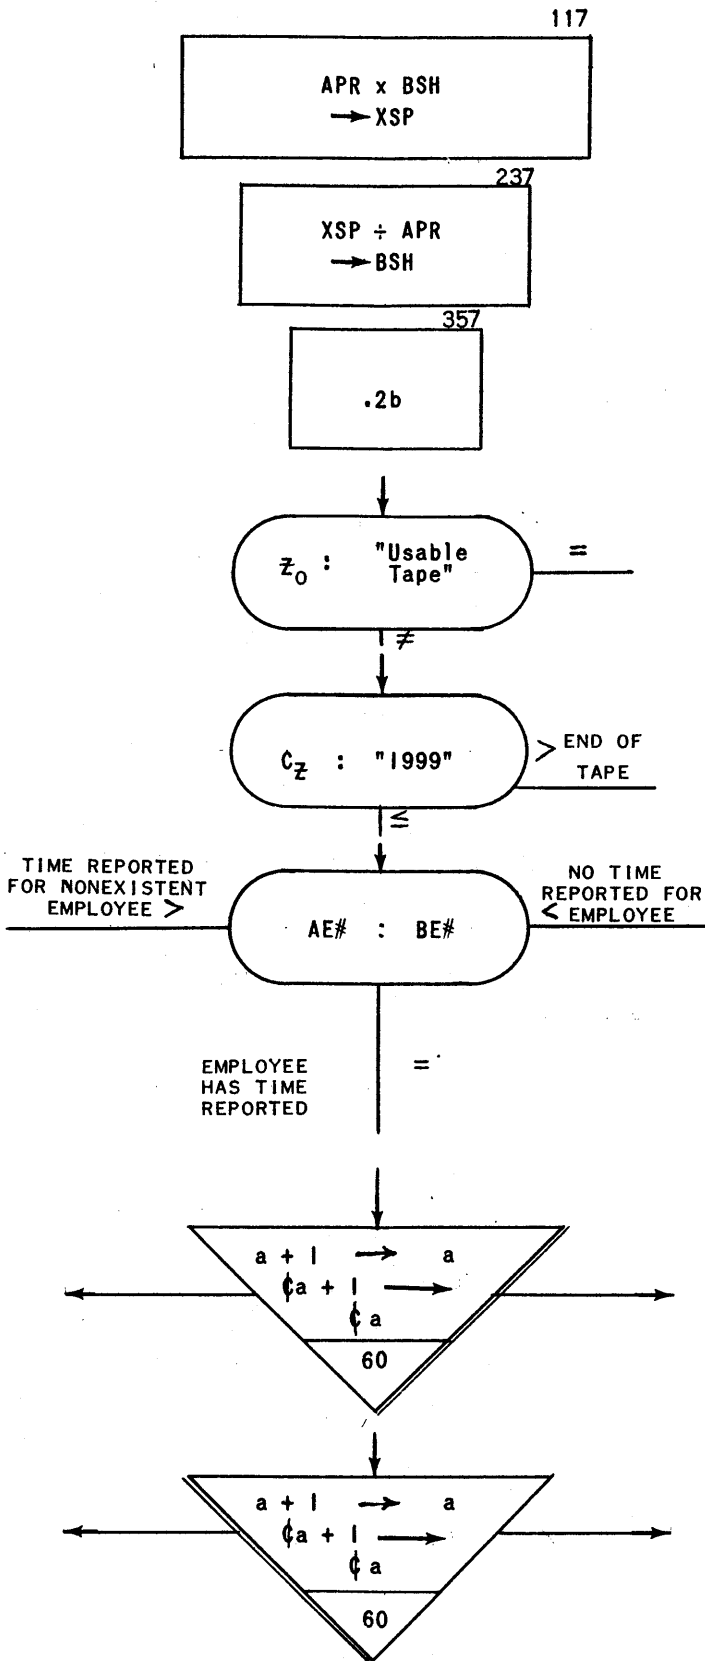 117
APR x BSH
→ XSP
237
XSP ÷ APR
→ BSH
357
.2b
Z₀ : "Usable
Tape"
=
≠
C_Z : "1999"
> END OF
TAPE
≤
TIME REPORTED
FOR NONEXISTENT
EMPLOYEE >
AE# : BE#
NO TIME
REPORTED FOR
< EMPLOYEE
EMPLOYEE
HAS TIME
REPORTED
=
a + 1 → a
₵a + 1 →
₵a
60
a + 1 → a
₵a + 1 →
₵a
60